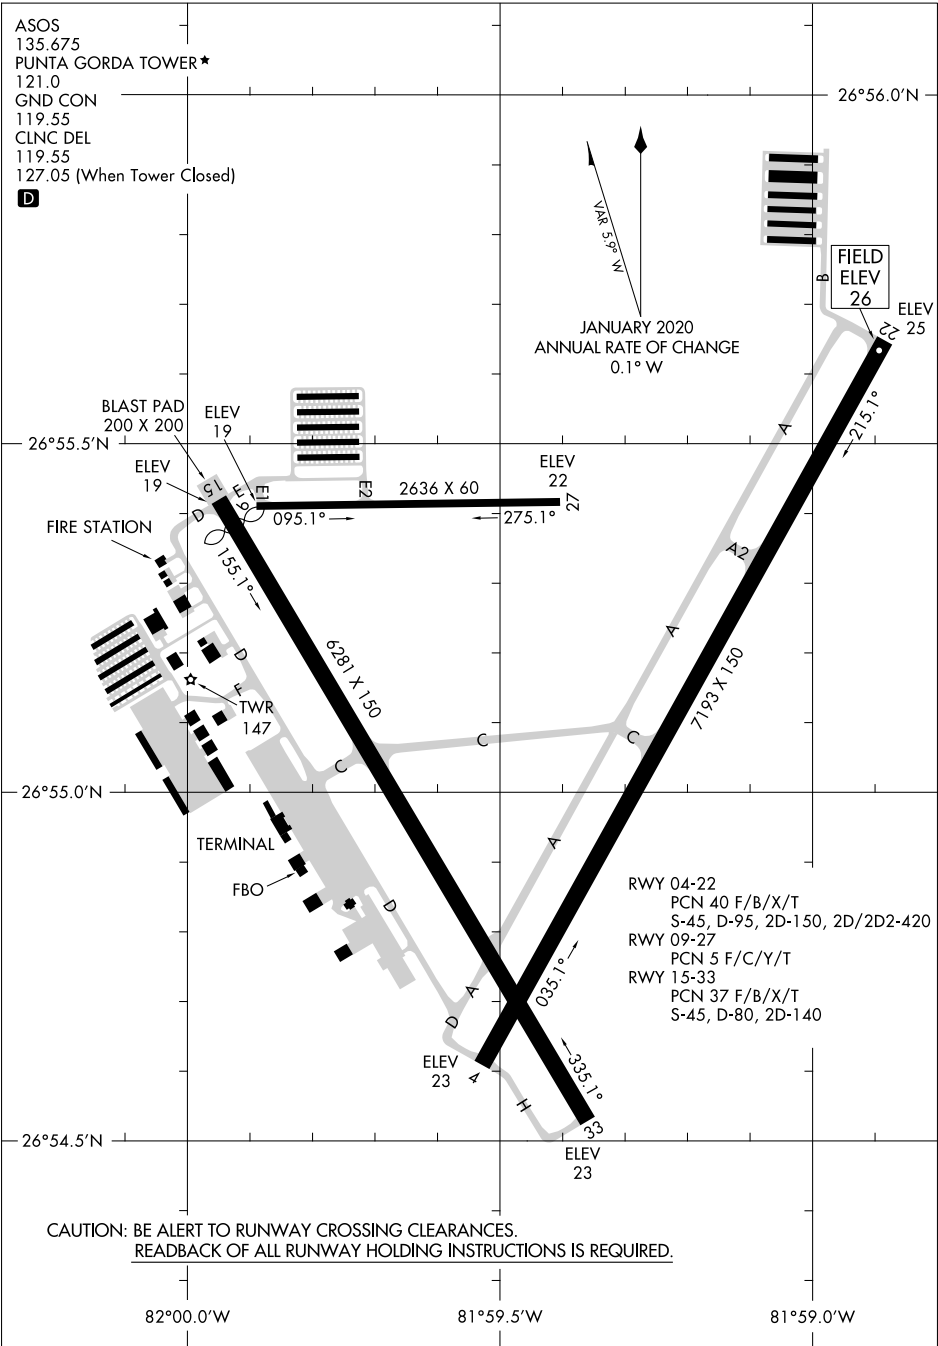 ASOS
135.675
PUNTA GORDA TOWER★
121.0
GND CON
119.55
CLNC DEL
119.55
127.05 (When Tower Closed)
D
26°56.0'N
VAR 5.9° W
JANUARY 2020
ANNUAL RATE OF CHANGE
0.1° W
B
FIELD
ELEV
26
ELEV
25
22
215.1°
A
BLAST PAD
200 X 200
ELEV
19
26°55.5'N
ELEV
19
15
E
9
E1
E2
2636 X 60
ELEV
22
27
095.1°
275.1°
D
FIRE STATION
155.1°
A2
A
6281 X 150
7193 X 150
D
F
TWR
147
C
C
C
26°55.0'N
TERMINAL
FBO
A
D
RWY 04-22
PCN 40 F/B/X/T
S-45, D-95, 2D-150, 2D/2D2-420
RWY 09-27
PCN 5 F/C/Y/T
RWY 15-33
PCN 37 F/B/X/T
S-45, D-80, 2D-140
035.1°
A
D
ELEV
23
4
335.1°
H
33
ELEV
23
26°54.5'N
CAUTION: BE ALERT TO RUNWAY CROSSING CLEARANCES.
READBACK OF ALL RUNWAY HOLDING INSTRUCTIONS IS REQUIRED.
82°00.0'W
81°59.5'W
81°59.0'W